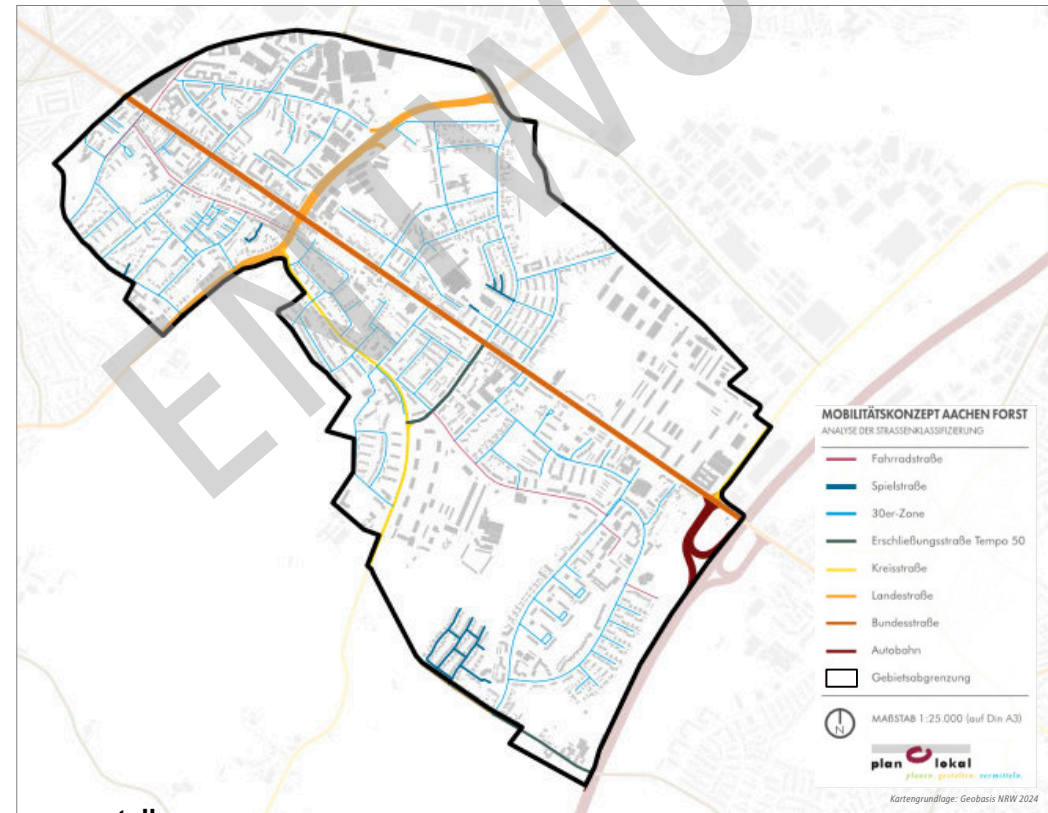 ENTWU
MOBILITÄTSKONZEPT AACHEN FORST
ANALYSE DER STRASSENKLASSIFIZIERUNG
Fahrradstraße
Spielstraße
30er-Zone
Erschließungsstraße Tempo 50
Kreisstraße
Landestraße
Bundesstraße
Autobahn
Gebietsabgrenzung
N
MAßSTAB 1:25.000 (auf Din A3)
plan lokal
planen. gestalten. vermitteln.
Kartengrundlage: Geobasis NRW 2024